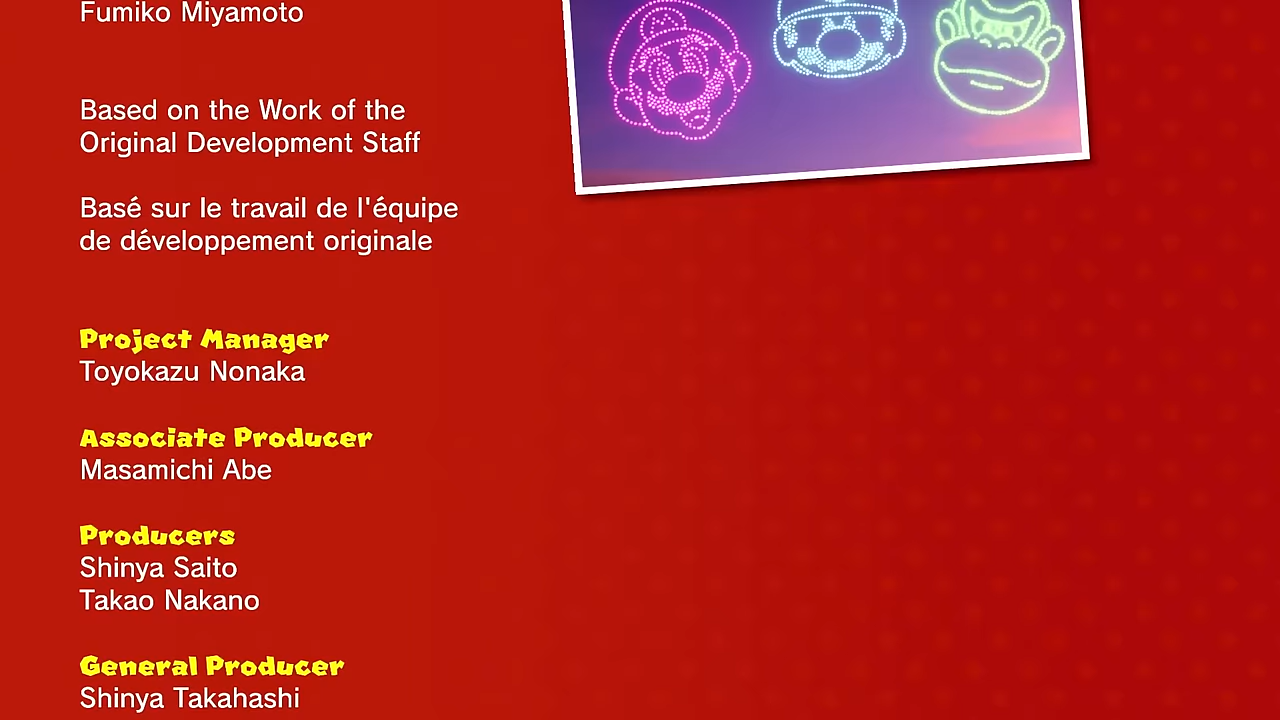 Fumiko Miyamoto
Based on the Work of the
Original Development Staff
Basé sur le travail de l'équipe
de développement originale
Project Manager
Toyokazu Nonaka
Associate Producer
Masamichi Abe
Producers
Shinya Saito
Takao Nakano
General Producer
Shinya Takahashi